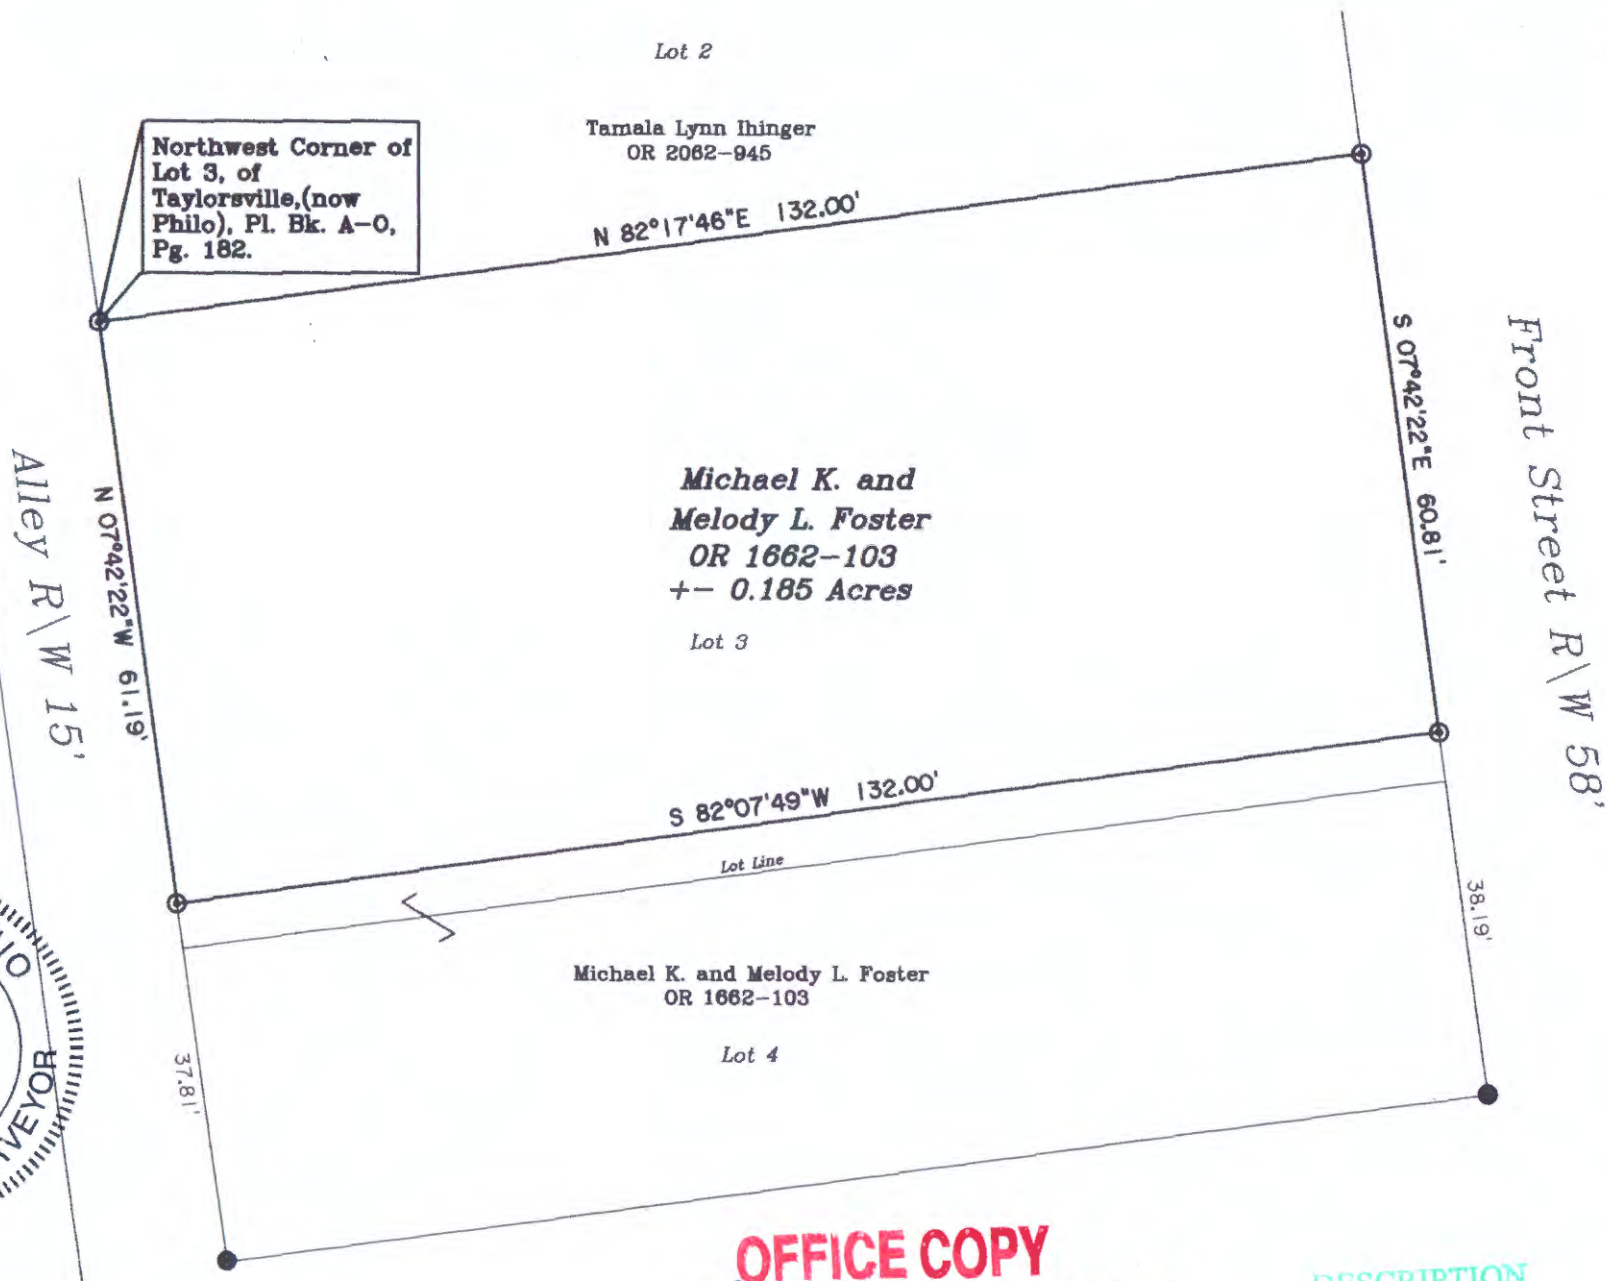 Lot 2
Tamala Lynn Ihinger
OR 2062-945
Northwest Corner of
Lot 3, of
Taylorsville,(now
Philo), Pl. Bk. A-0,
Pg. 182.
N 82°17'46"E 132.00'
S 07°42'22"E 60.81'
Front Street R\W 58'
Alley R\W 15'
N 07°42'22"W 61.19'
Michael K. and
Melody L. Foster
OR 1662-103
+- 0.185 Acres
Lot 3
S 82°07'49"W 132.00'
Lot Line
38.19'
37.81'
Michael K. and Melody L. Foster
OR 1662-103
Lot 4
OFFICE COPY
DESCRIPTION